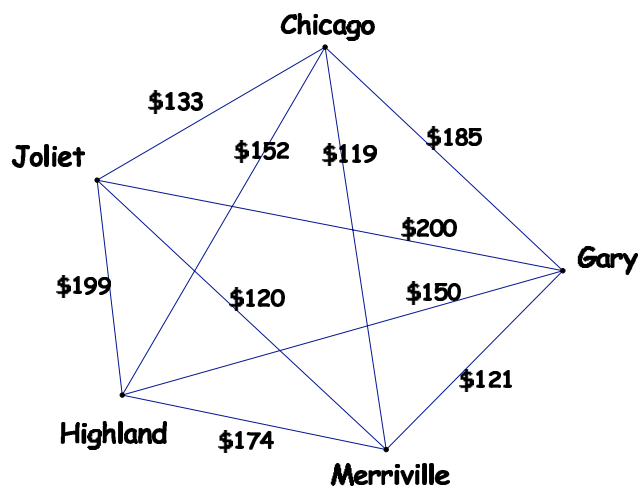 Chicago
$133
$185
$152
$119
Joliet
$200
Gary
$199
$120
$150
$121
Highland
$174
Merriville